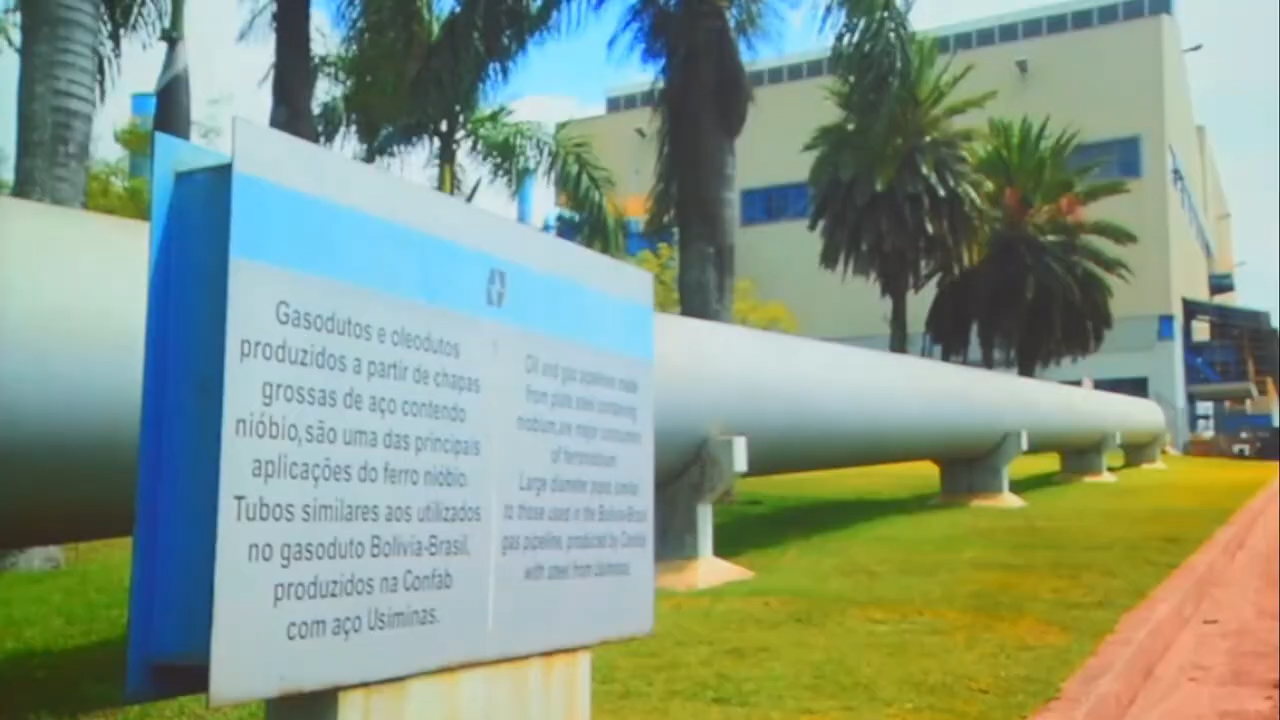 Gasodutos e oleodutos
produzidos a partir de chapas
grossas de aço contendo
nióbio, são uma das principais
aplicações do ferro nióbio.
Tubos similares aos utilizados
no gasoduto Bolívia-Brasil,
produzidos na Confab
com aço Usiminas.
Oil and gas pipelines made
from plate steel containing
niobium, are major consumers
of ferroniobium.
Large diameter pipes similar
to those used in the Bolivia-Brasil
gas pipeline, produced by Confab
with steel from Usiminas.